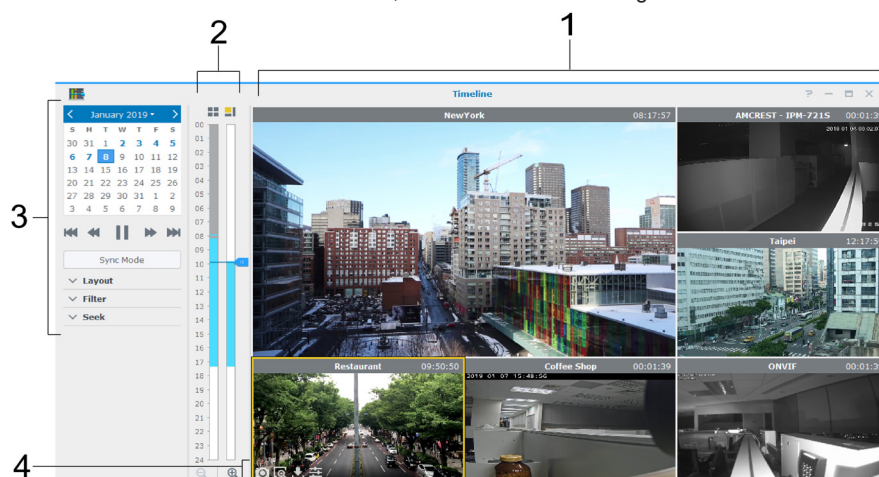 1
2
Timeline
January 2019
NewYork 08:17:57
AMCREST - IPM-721S 00:01:39
S M T W T F S
30 31 1 2 3 4 5
6 7 8 9 10 11 12
13 14 15 16 17 18 19
20 21 22 23 24 25 26
27 28 29 30 31 1 2
3 4 5 6 7 8 9
3
Sync Mode
Layout
Filter
Seek
00
01
02
03
04
05
06
07
08
09
10
11
12
13
14
15
16
17
18
19
20
21
22
23
24
Taipei
Restaurant 09:50:50
Coffee Shop 00:01:39
ONVIF
2019 01 07 15:48:56
4